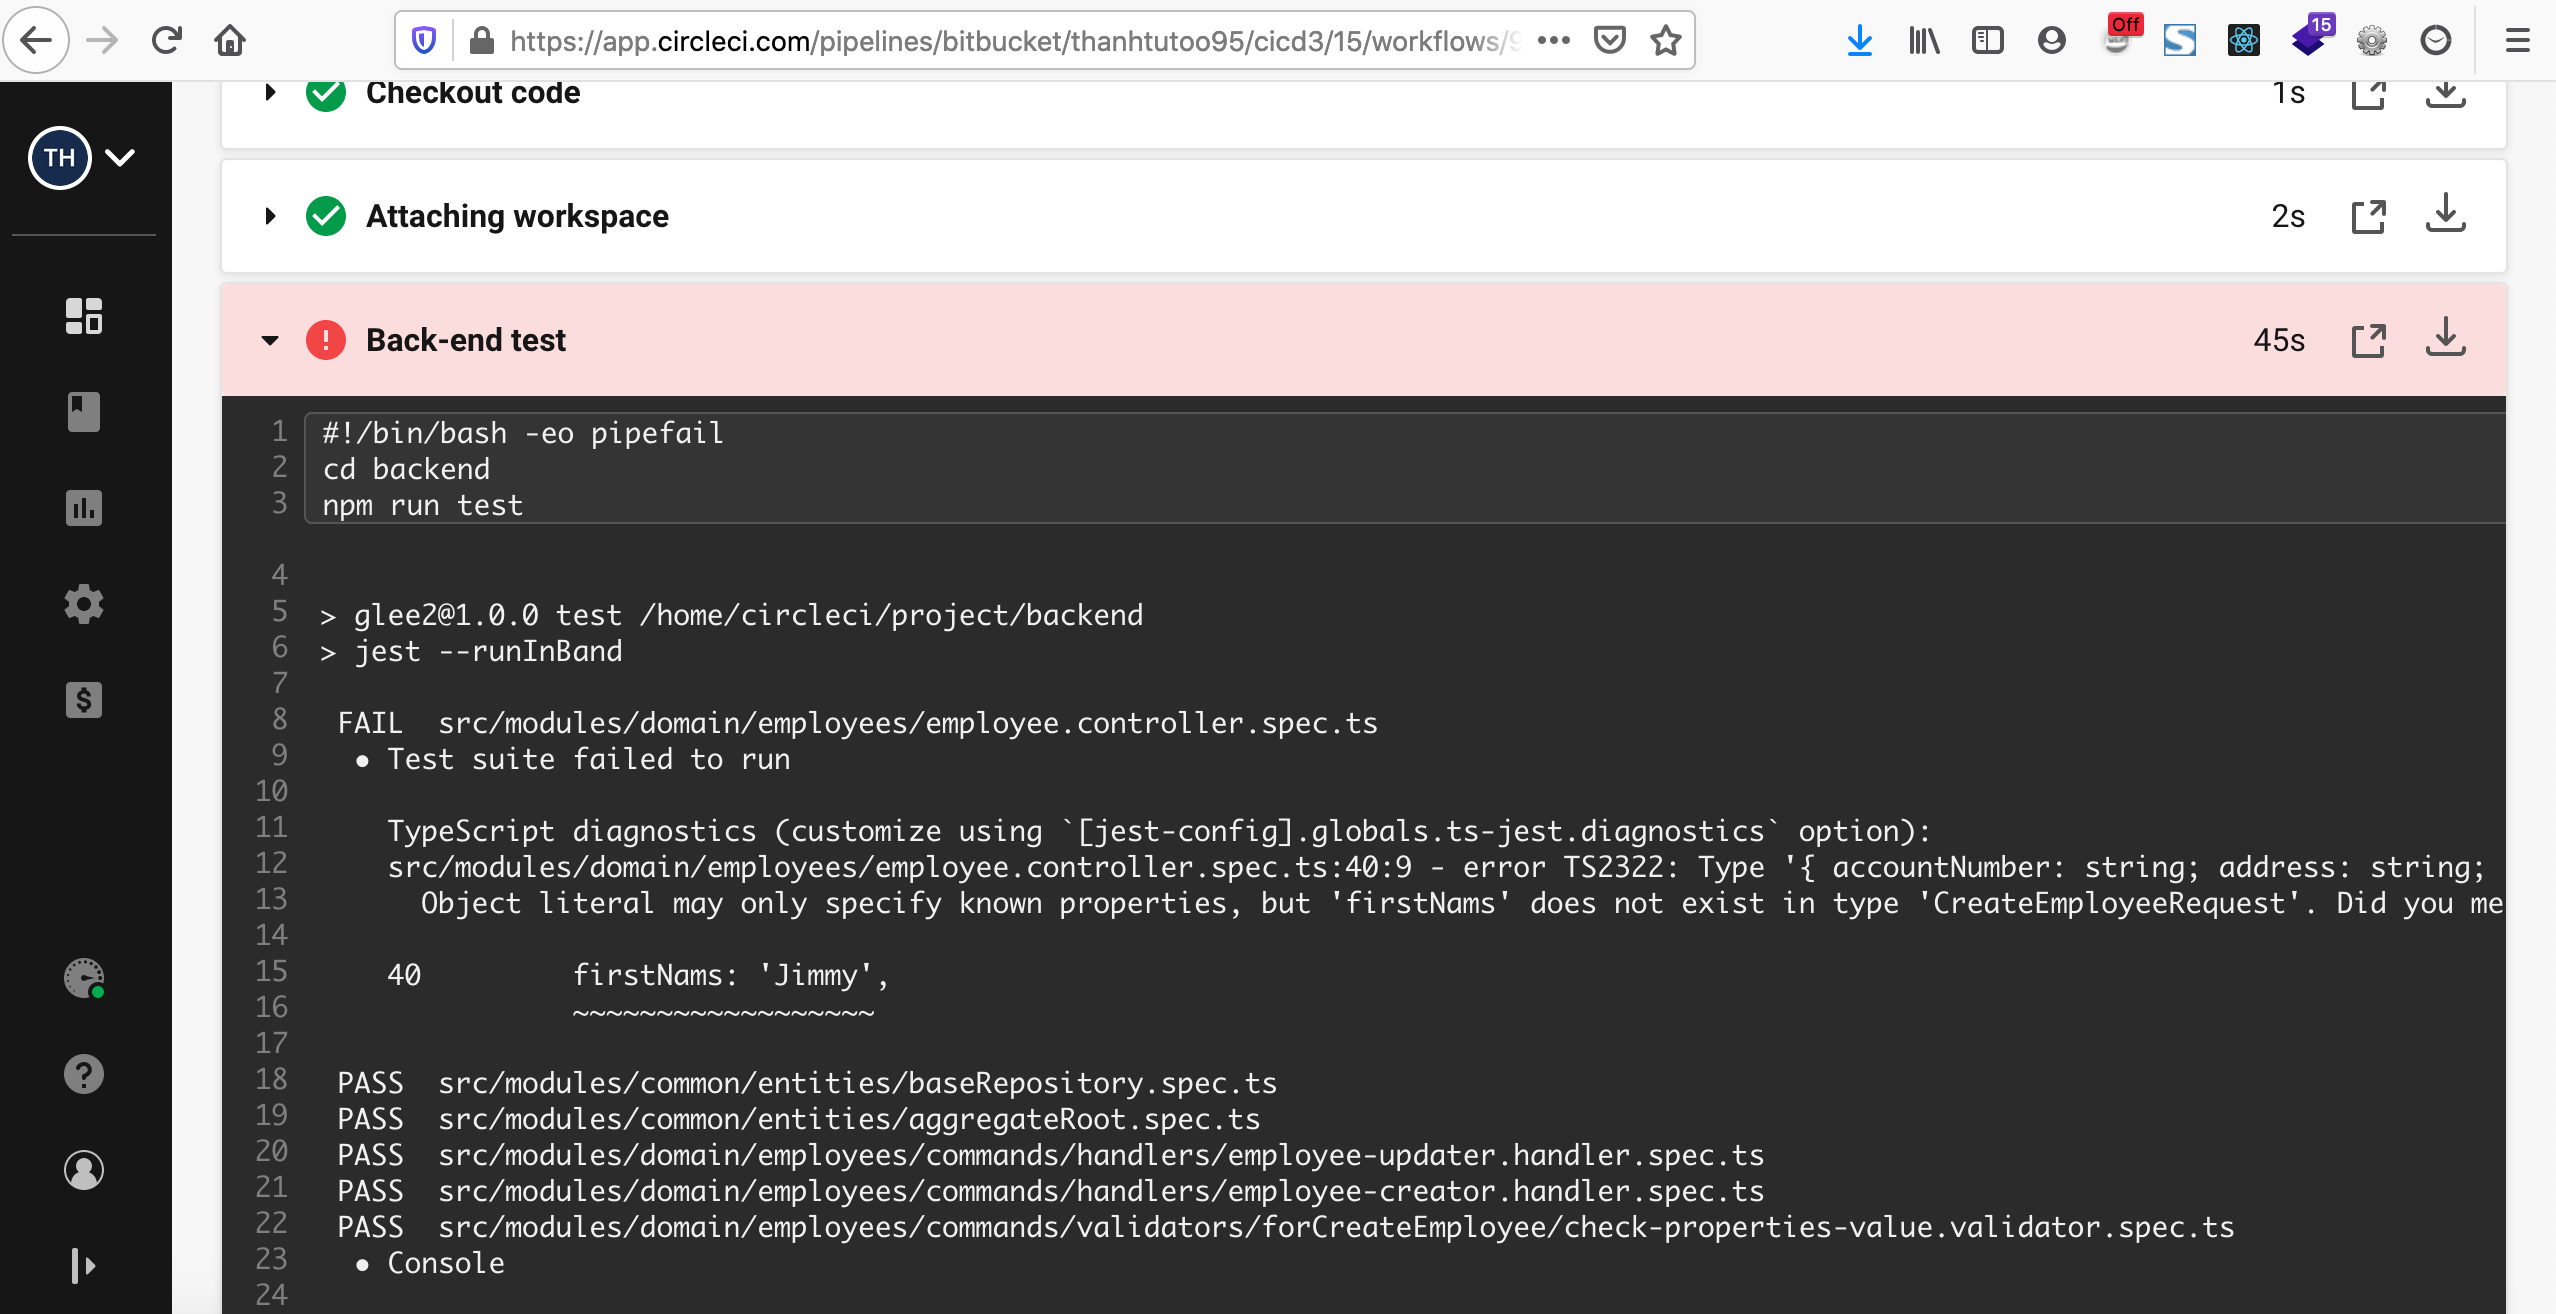 https://app.circleci.com/pipelines/bitbucket/thanhtutoo95/cicd3/15/workflows/
Off
15
TH
Checkout code 1s
Attaching workspace 2s
Back-end test 45s
1 #!/bin/bash -eo pipefail
2 cd backend
3 npm run test
4
5 > glee2@1.0.0 test /home/circleci/project/backend
6 > jest --runInBand
7
8 FAIL src/modules/domain/employees/employee.controller.spec.ts
9 ● Test suite failed to run
10
11 TypeScript diagnostics (customize using `[jest-config].globals.ts-jest.diagnostics` option):
12 src/modules/domain/employees/employee.controller.spec.ts:40:9 - error TS2322: Type '{ accountNumber: string; address: string;
13 Object literal may only specify known properties, but 'firstNams' does not exist in type 'CreateEmployeeRequest'. Did you me
14
15 40 firstNams: 'Jimmy',
16 ~~~~~~~~~~~~~~~~~~
17
18 PASS src/modules/common/entities/baseRepository.spec.ts
19 PASS src/modules/common/entities/aggregateRoot.spec.ts
20 PASS src/modules/domain/employees/commands/handlers/employee-updater.handler.spec.ts
21 PASS src/modules/domain/employees/commands/handlers/employee-creator.handler.spec.ts
22 PASS src/modules/domain/employees/commands/validators/forCreateEmployee/check-properties-value.validator.spec.ts
23 ● Console
24